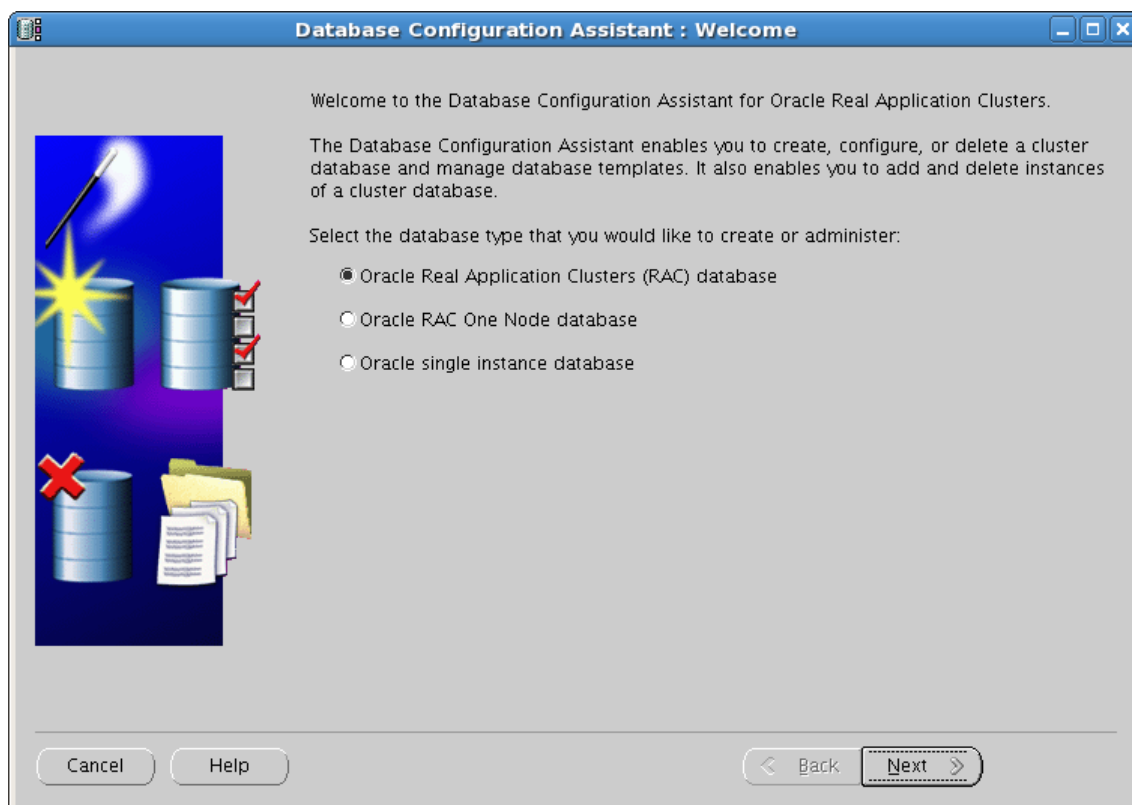 Database Configuration Assistant : Welcome
Welcome to the Database Configuration Assistant for Oracle Real Application Clusters.
The Database Configuration Assistant enables you to create, configure, or delete a cluster
database and manage database templates. It also enables you to add and delete instances
of a cluster database.
Select the database type that you would like to create or administer:
Oracle Real Application Clusters (RAC) database
Oracle RAC One Node database
Oracle single instance database
Cancel
Help
Back
Next